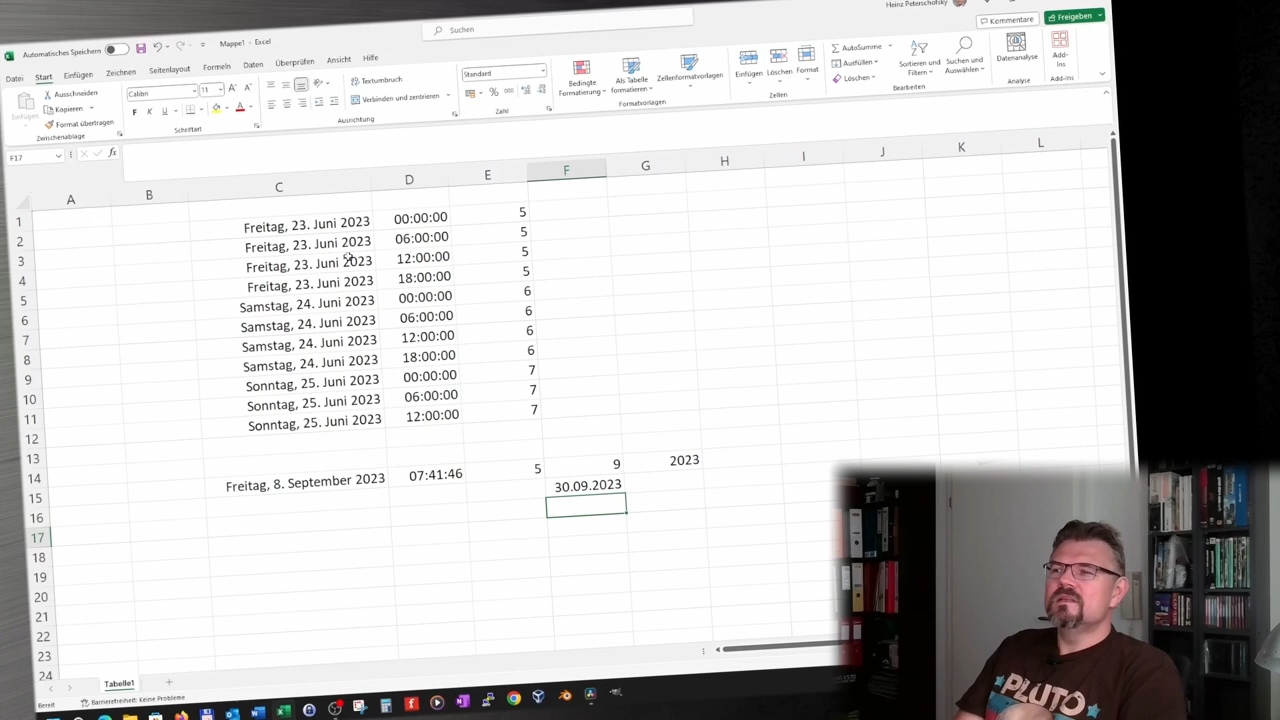 Heinz Peterschofsky
Suchen
Automatisches Speichern
Mappe1 - Excel
Kommentare
Freigeben
Datei Start Einfügen Zeichnen Seitenlayout Formeln Daten Überprüfen Ansicht Hilfe
Einfügen
Ausschneiden
Kopieren
Format übertragen
Zwischenablage
Calibri 11
F K U
Schriftart
Textumbruch
Verbinden und zentrieren
Ausrichtung
Standard
Zahl
Bedingte Formatierung
Als Tabelle formatieren
Zellenformatvorlagen
Formatvorlagen
Einfügen Löschen Format
Zellen
AutoSumme
Ausfüllen
Löschen
Sortieren und Filtern
Suchen und Auswählen
Bearbeiten
Datenanalyse
Analyse
Add-Ins
Add-ins
F17
fx
A B C D E F G H I J K L
1 Freitag, 23. Juni 2023 00:00:00 5
2 Freitag, 23. Juni 2023 06:00:00 5
3 Freitag, 23. Juni 2023 12:00:00 5
4 Freitag, 23. Juni 2023 18:00:00 5
5 Samstag, 24. Juni 2023 00:00:00 6
6 Samstag, 24. Juni 2023 06:00:00 6
7 Samstag, 24. Juni 2023 12:00:00 6
8 Samstag, 24. Juni 2023 18:00:00 6
9 Sonntag, 25. Juni 2023 00:00:00 7
10 Sonntag, 25. Juni 2023 06:00:00 7
11 Sonntag, 25. Juni 2023 12:00:00 7
12
13
14 Freitag, 8. September 2023 07:41:46 5 9 2023
15 30.09.2023
16
17
18
19
20
21
22
23
24
Tabelle1
Bereit
Barrierefreiheit: Keine Probleme
PLUTO